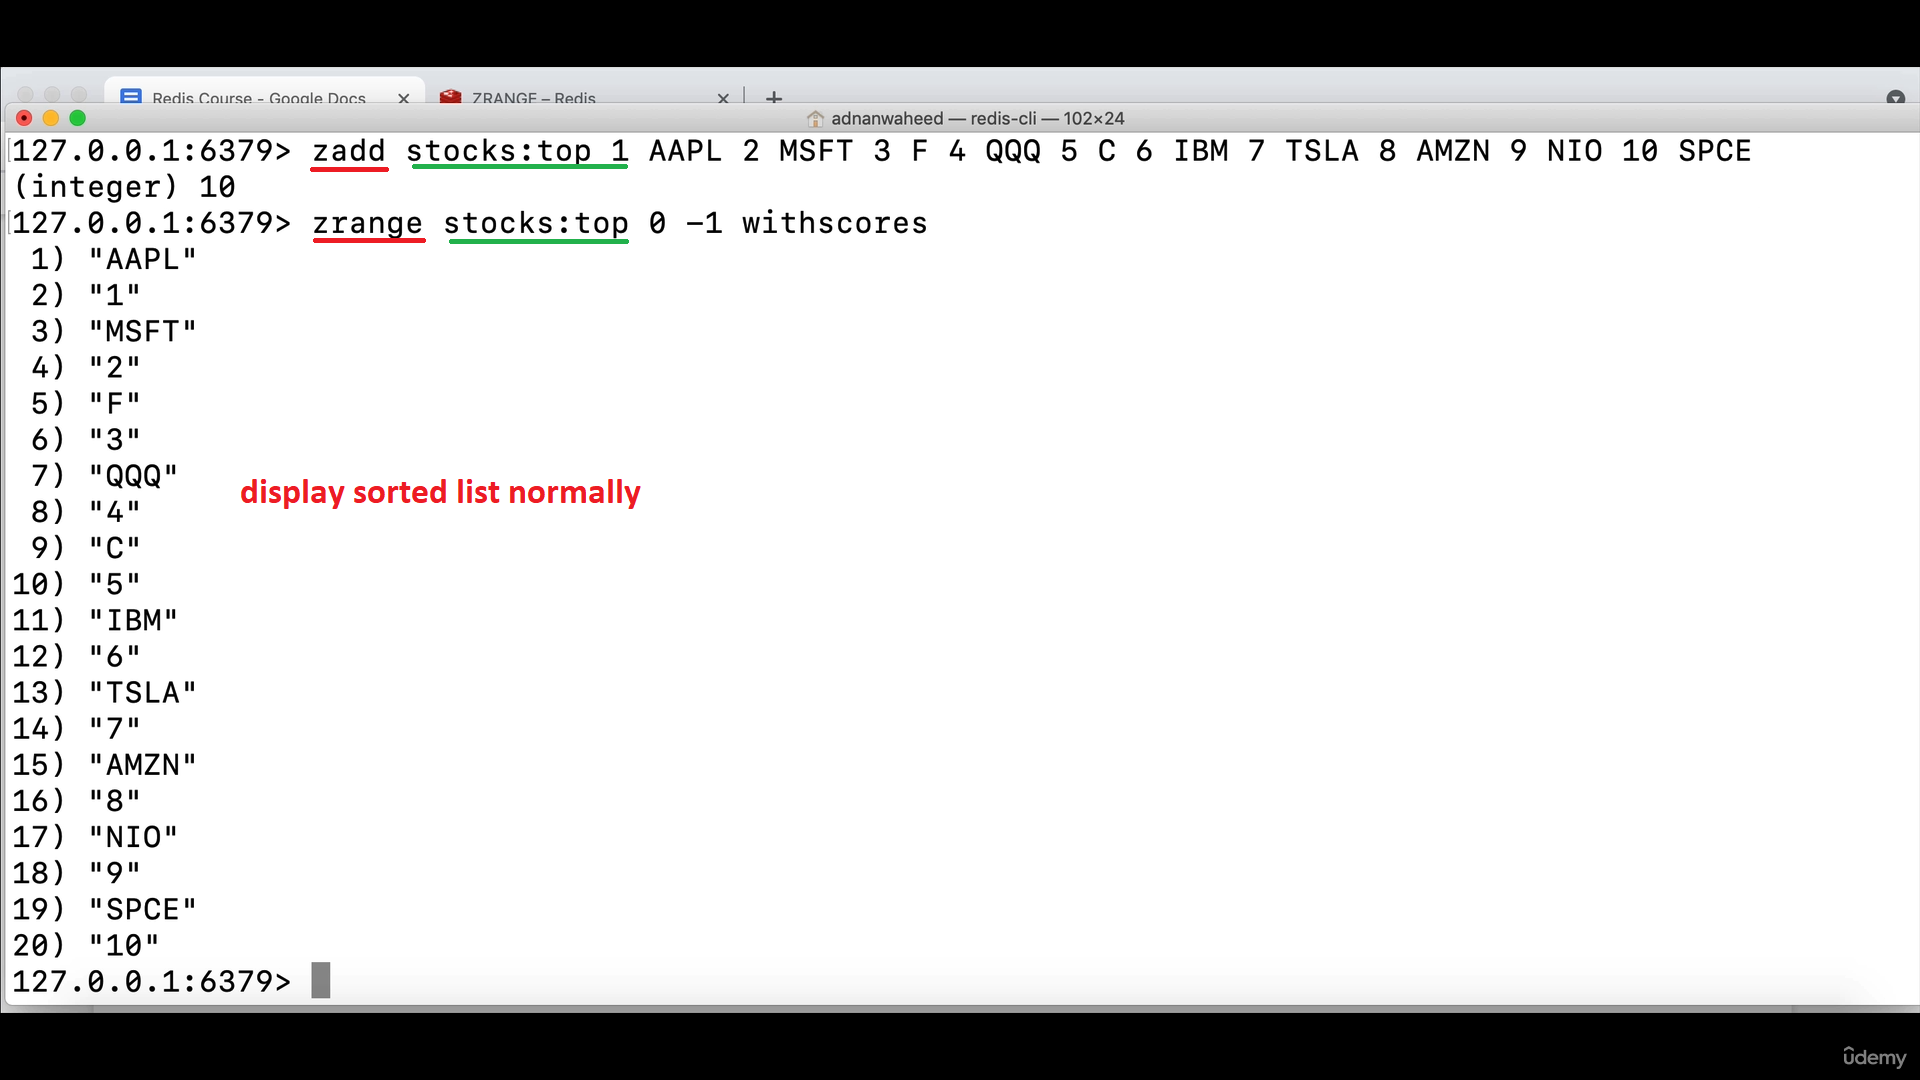 Redis Course - Google Docs
ZRANGE – Redis
adnanwaheed — redis-cli — 102×24
127.0.0.1:6379> zadd stocks:top 1 AAPL 2 MSFT 3 F 4 QQQ 5 C 6 IBM 7 TSLA 8 AMZN 9 NIO 10 SPCE
(integer) 10
127.0.0.1:6379> zrange stocks:top 0 -1 withscores
1) "AAPL"
2) "1"
3) "MSFT"
4) "2"
5) "F"
6) "3"
7) "QQQ"
display sorted list normally
8) "4"
9) "C"
10) "5"
11) "IBM"
12) "6"
13) "TSLA"
14) "7"
15) "AMZN"
16) "8"
17) "NIO"
18) "9"
19) "SPCE"
20) "10"
127.0.0.1:6379>
ûdemy